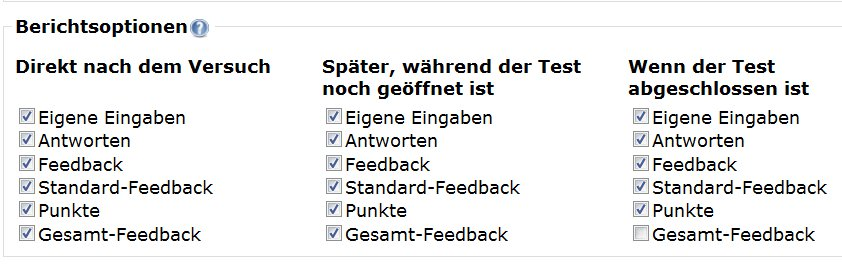 Berichtsoptionen ?
Direkt nach dem Versuch
Eigene Eingaben
Antworten
Feedback
Standard-Feedback
Punkte
Gesamt-Feedback
Später, während der Test
noch geöffnet ist
Eigene Eingaben
Antworten
Feedback
Standard-Feedback
Punkte
Gesamt-Feedback
Wenn der Test
abgeschlossen ist
Eigene Eingaben
Antworten
Feedback
Standard-Feedback
Punkte
Gesamt-Feedback